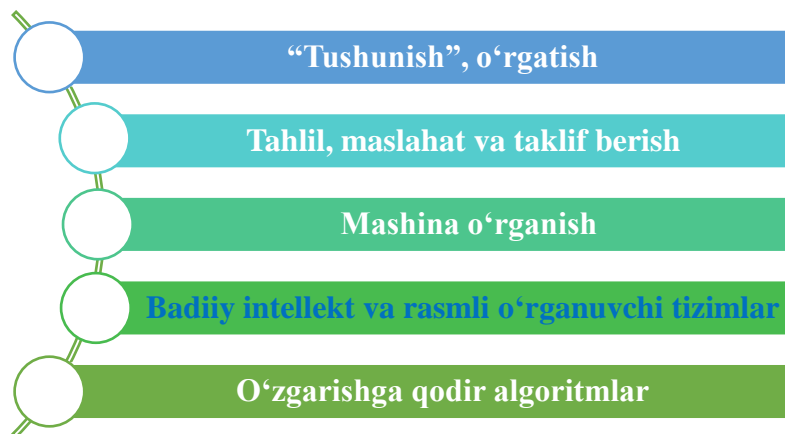 “Tushunish”, o‘rgatish
Tahlil, maslahat va taklif berish
Mashina o‘rganish
Badiiy intellekt va rasmli o‘rganuvchi tizimlar
O‘zgarishga qodir algoritmlar